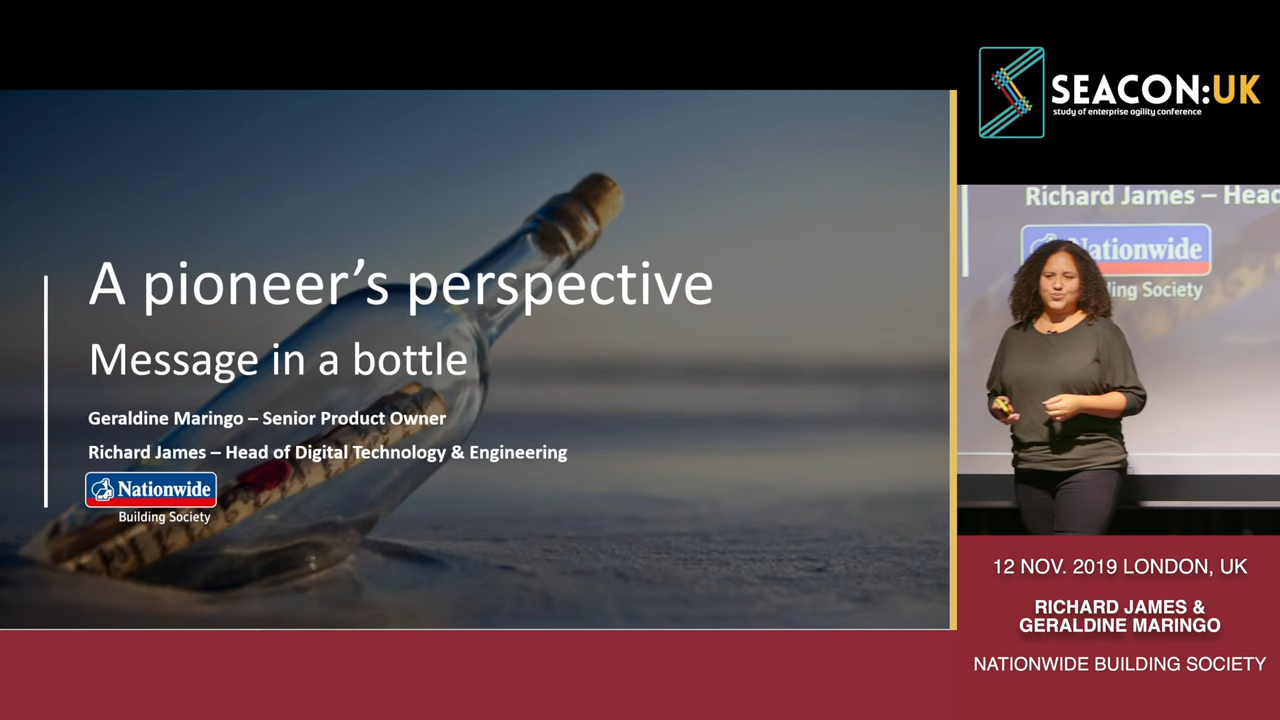 A pioneer's perspective
Message in a bottle
Geraldine Maringo – Senior Product Owner
Richard James – Head of Digital Technology & Engineering
Nationwide
Building Society
SEACON:UK
study of enterprise agility conference
Richard James – Head
Nationwide
Society
12 NOV. 2019 LONDON, UK
RICHARD JAMES &
GERALDINE MARINGO
NATIONWIDE BUILDING SOCIETY